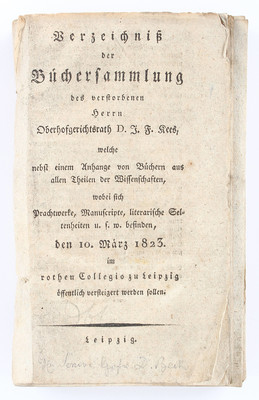 Verzeichniß
der
Büchersammlung
des verstorbenen
Herrn
Oberhofgerichtsrath D. J. F. Kees,
welche
nebst einem Anhange von Büchern aus
allen Theilen der Wissenschaften,
wobei sich
Prachtwerke, Manuscripte, literarische Sel-
tenheiten u. s. w. befinden,
den 10. März 1823.
im
rothen Collegio zu Leipzig
öffentlich versteigert werden sollen.
Leipzig.